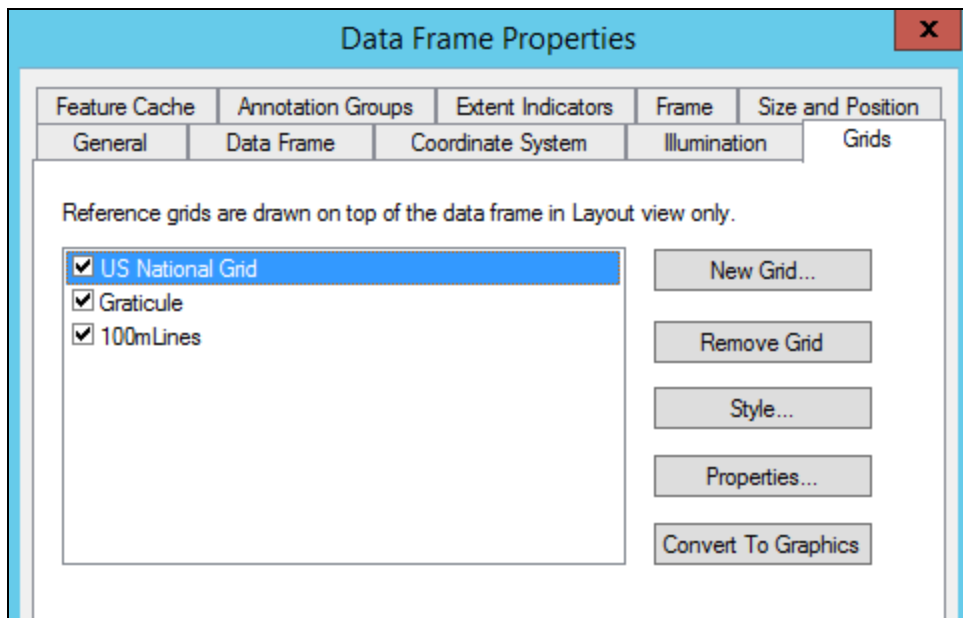 Data Frame Properties
x
Feature Cache
Annotation Groups
Extent Indicators
Frame
Size and Position
General
Data Frame
Coordinate System
Illumination
Grids
Reference grids are drawn on top of the data frame in Layout view only.
US National Grid
Graticule
100mLines
New Grid...
Remove Grid
Style...
Properties...
Convert To Graphics